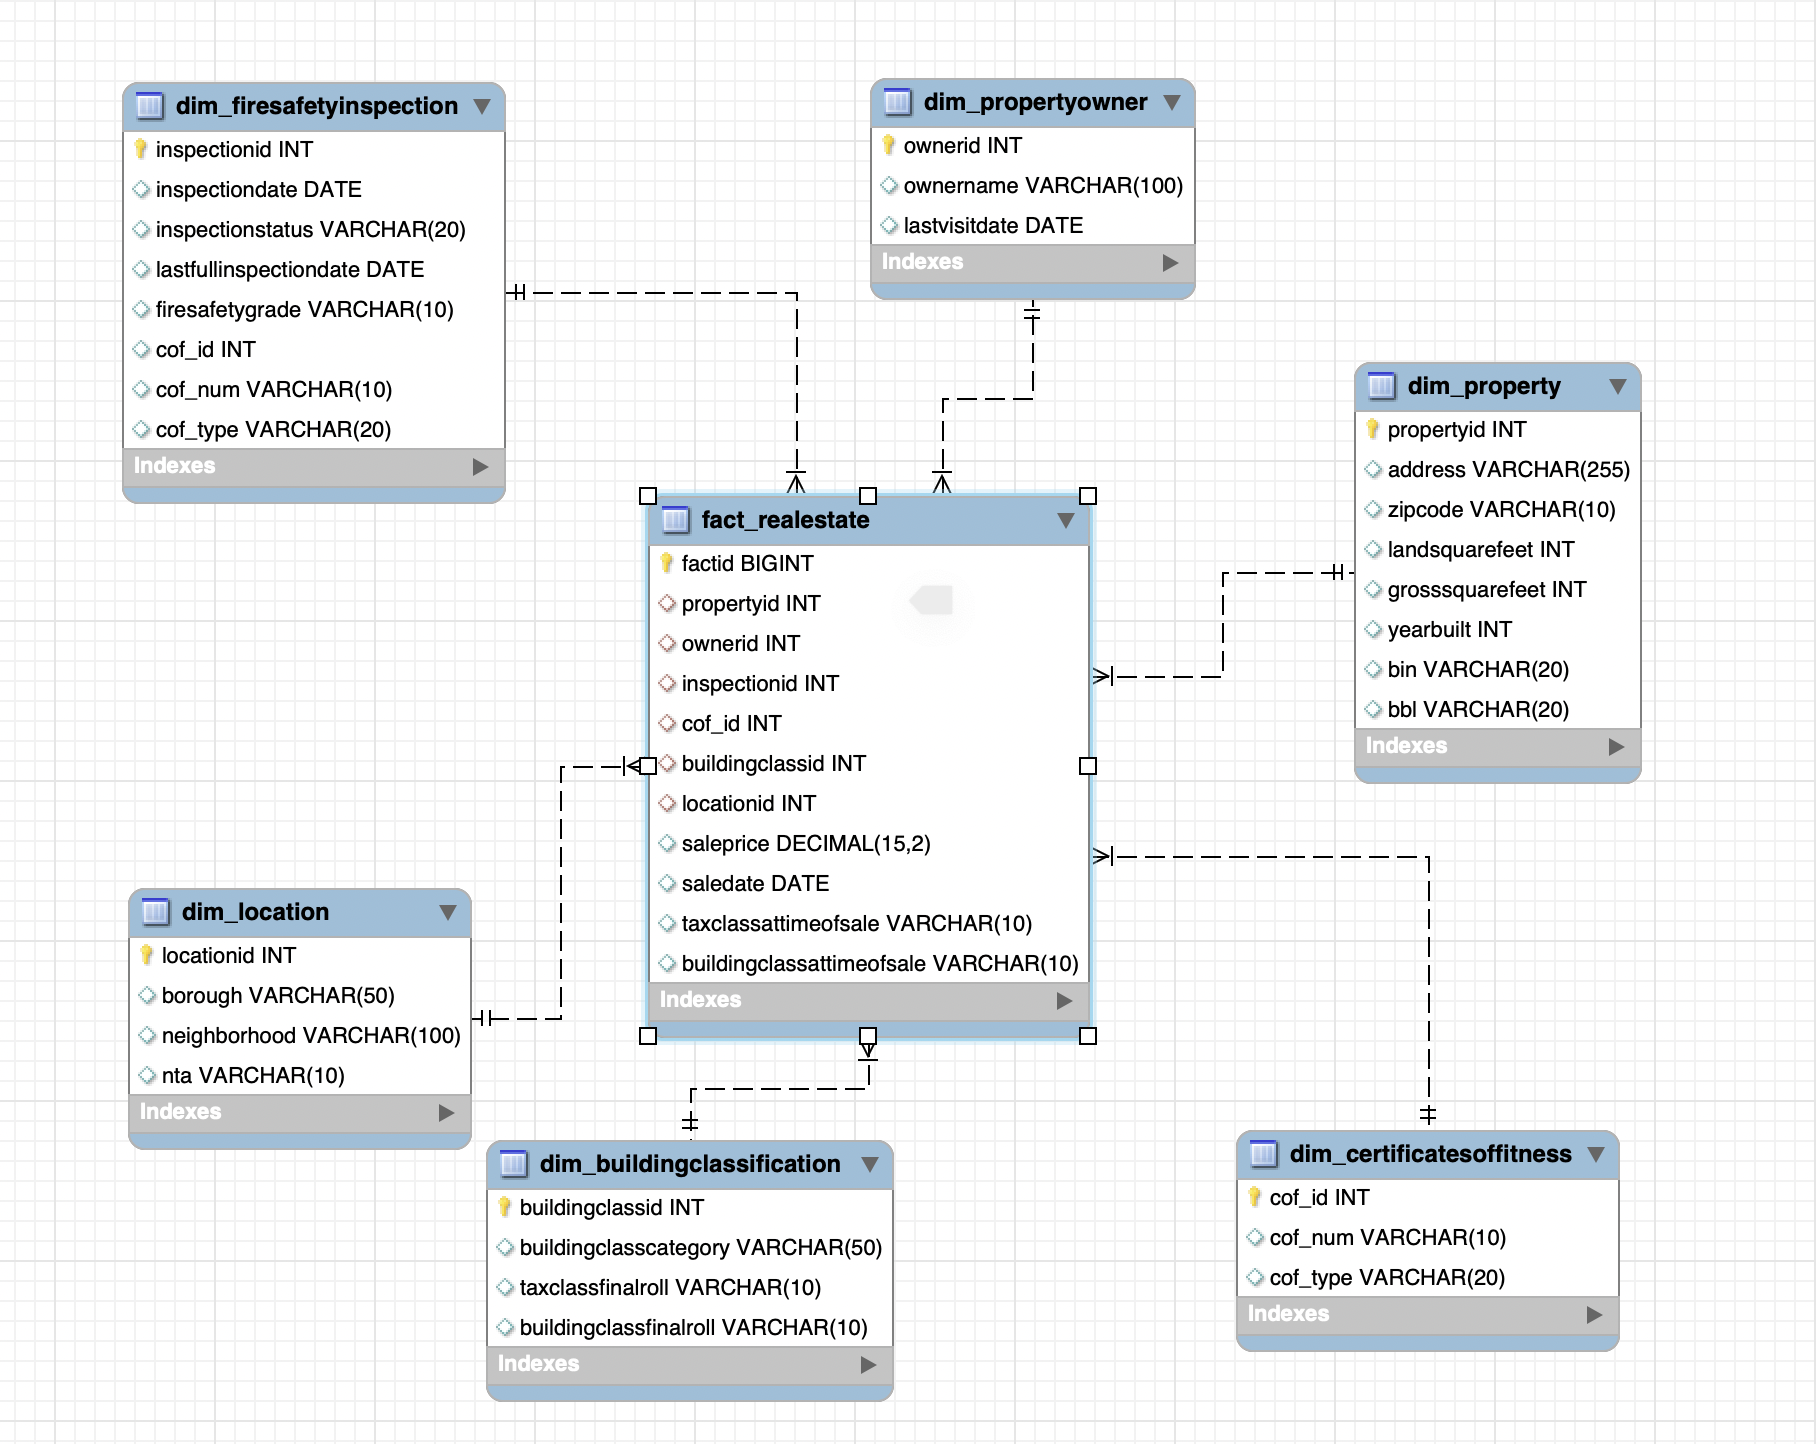 dim_firesafetyinspection
inspectionid INT
inspectiondate DATE
inspectionstatus VARCHAR(20)
lastfullinspectiondate DATE
firesafetygrade VARCHAR(10)
cof_id INT
cof_num VARCHAR(10)
cof_type VARCHAR(20)
Indexes
dim_propertyowner
ownerid INT
ownername VARCHAR(100)
lastvisitdate DATE
Indexes
dim_property
propertyid INT
address VARCHAR(255)
zipcode VARCHAR(10)
landsquarefeet INT
grosssquarefeet INT
yearbuilt INT
bin VARCHAR(20)
bbl VARCHAR(20)
Indexes
fact_realestate
factid BIGINT
propertyid INT
ownerid INT
inspectionid INT
cof_id INT
buildingclassid INT
locationid INT
saleprice DECIMAL(15,2)
saledate DATE
taxclassattimeofsale VARCHAR(10)
buildingclassattimeofsale VARCHAR(10)
Indexes
dim_location
locationid INT
borough VARCHAR(50)
neighborhood VARCHAR(100)
nta VARCHAR(10)
Indexes
dim_buildingclassification
buildingclassid INT
buildingclasscategory VARCHAR(50)
taxclassfinalroll VARCHAR(10)
buildingclassfinalroll VARCHAR(10)
Indexes
dim_certificatesoffitness
cof_id INT
cof_num VARCHAR(10)
cof_type VARCHAR(20)
Indexes